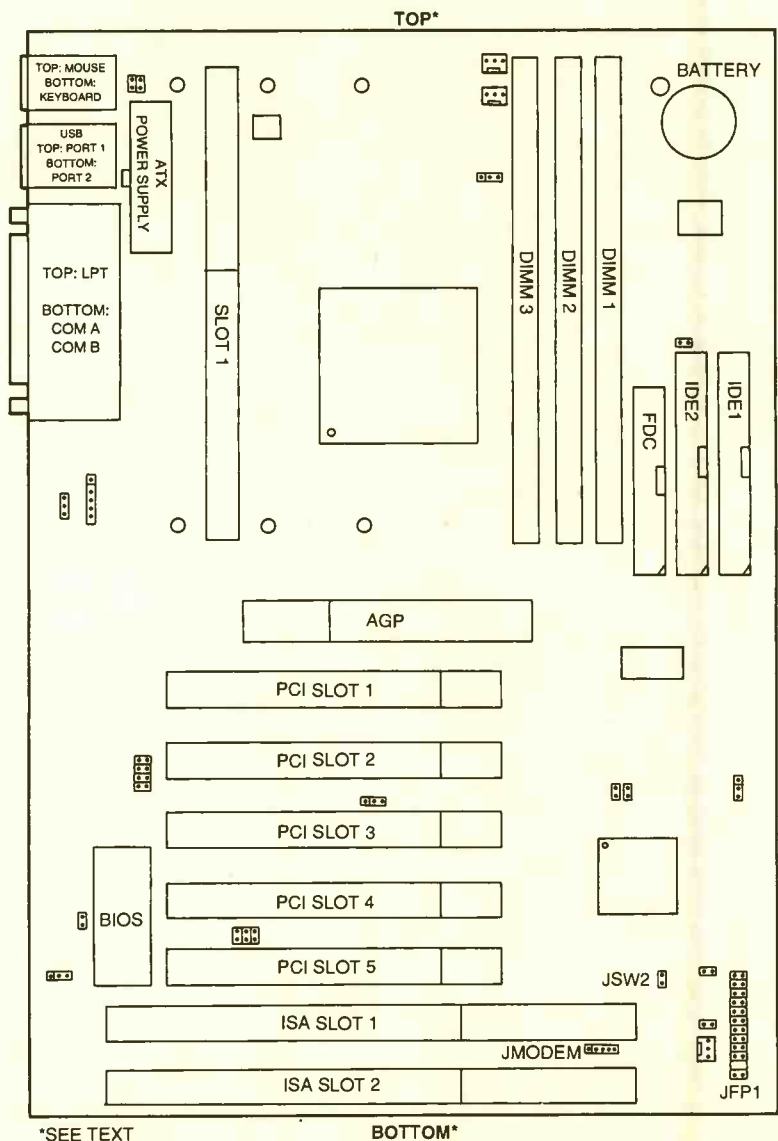 TOP*
TOP: MOUSE
BOTTOM:
KEYBOARD
USB
TOP: PORT 1
BOTTOM:
PORT 2
ATX
POWER SUPPLY
TOP: LPT
BOTTOM:
COM A
COM B
SLOT 1
DIMM 3
DIMM 2
DIMM 1
BATTERY
FDC
IDE2
IDE1
AGP
PCI SLOT 1
PCI SLOT 2
PCI SLOT 3
PCI SLOT 4
PCI SLOT 5
BIOS
JSW2
ISA SLOT 1
JMODEM
ISA SLOT 2
JFP1
*SEE TEXT
BOTTOM*